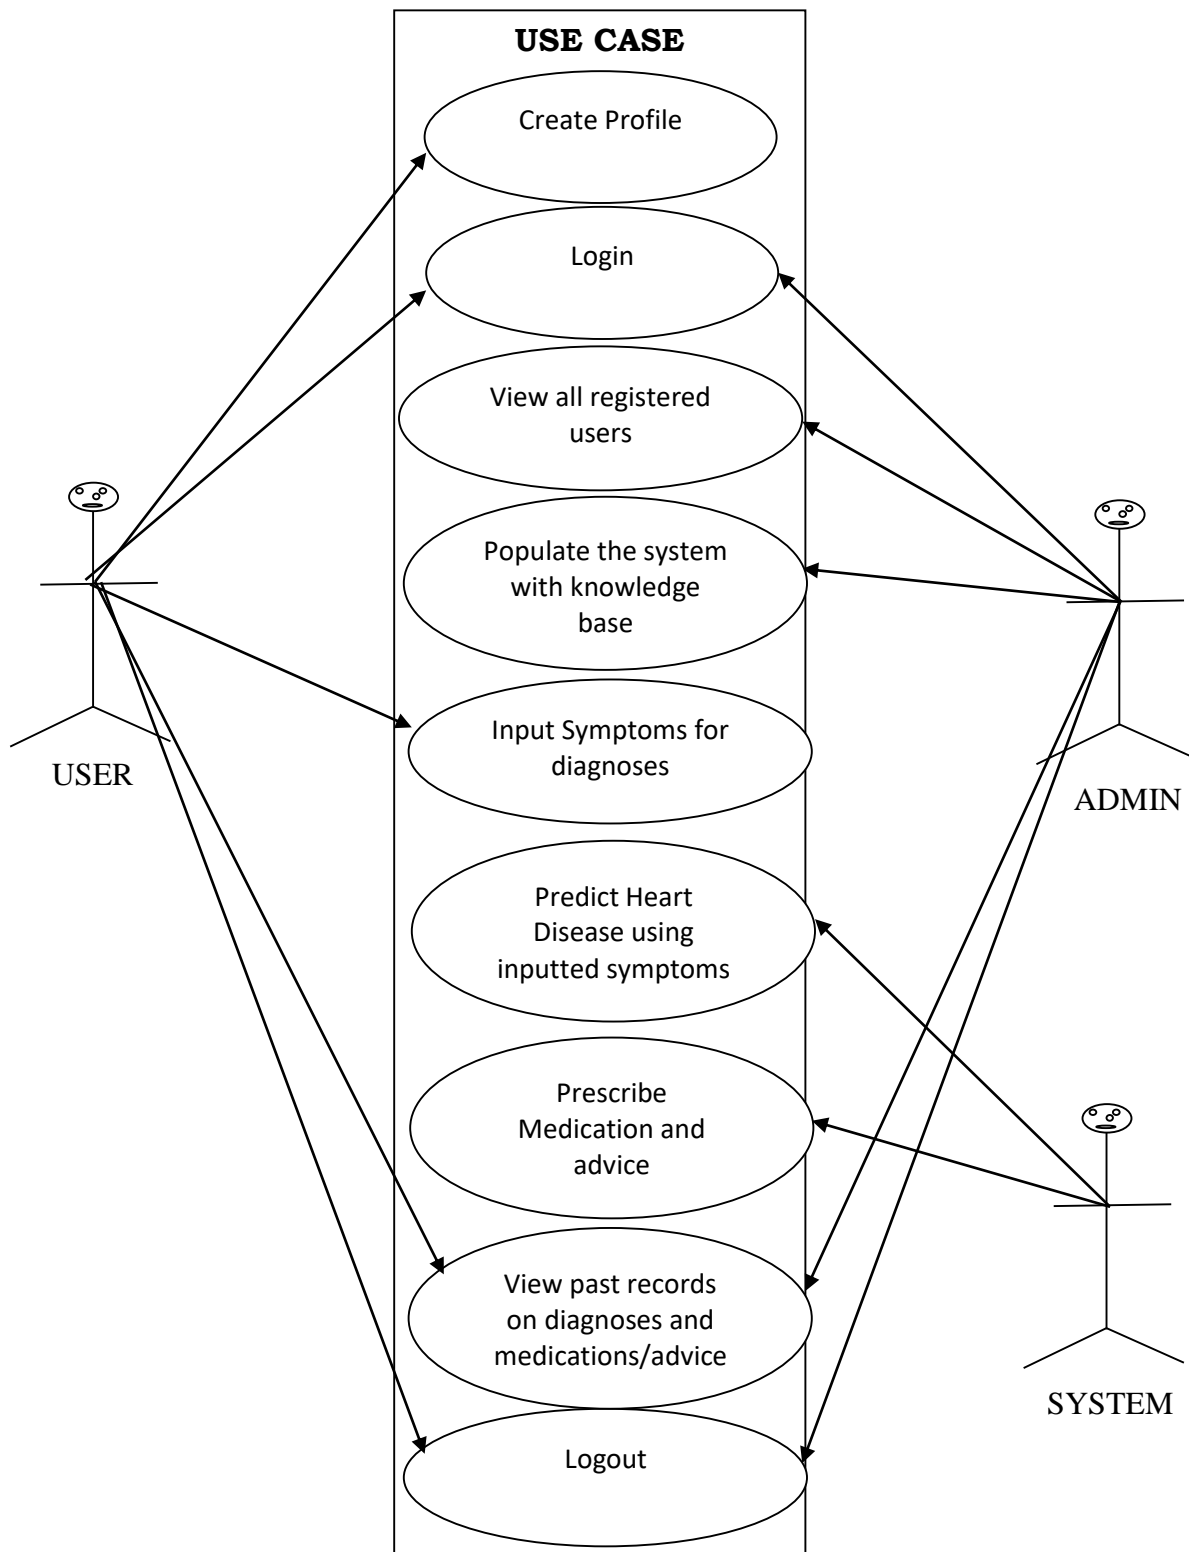 USE CASE
Create Profile
Login
View all registered
users
Populate the system
with knowledge
base
Input Symptoms for
diagnoses
USER
ADMIN
Predict Heart
Disease using
inputted symptoms
Prescribe
Medication and
advice
View past records
on diagnoses and
medications/advice
SYSTEM
Logout